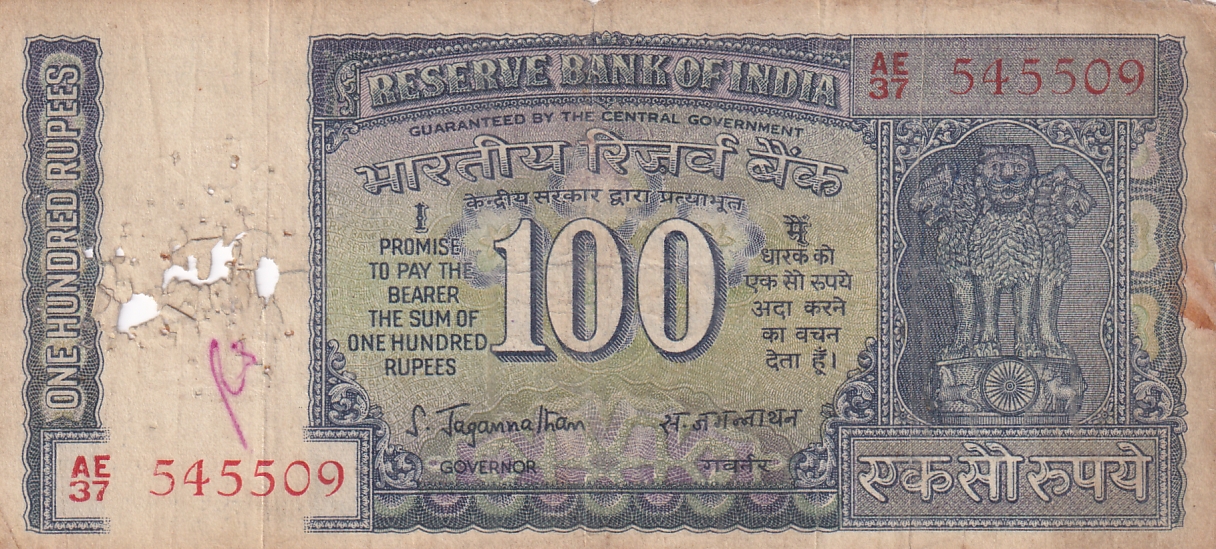 ONE HUNDRED RUPEES
RESERVE BANK OF INDIA
AE
37 545509
GUARANTEED BY THE CENTRAL GOVERNMENT
भारतीय रिज़र्व बैंक
केन्द्रीय सरकार द्वारा प्रत्याभूत
I
PROMISE
TO PAY THE
BEARER
THE SUM OF
ONE HUNDRED
RUPEES
100
मैं
धारक को
एक सौ रुपये
अदा करने
का वचन
देता हूँ।
S. Jagannathan
स. जगन्नाथन
GOVERNOR
गवर्नर
AE
37 545509
एक सौ रुपये